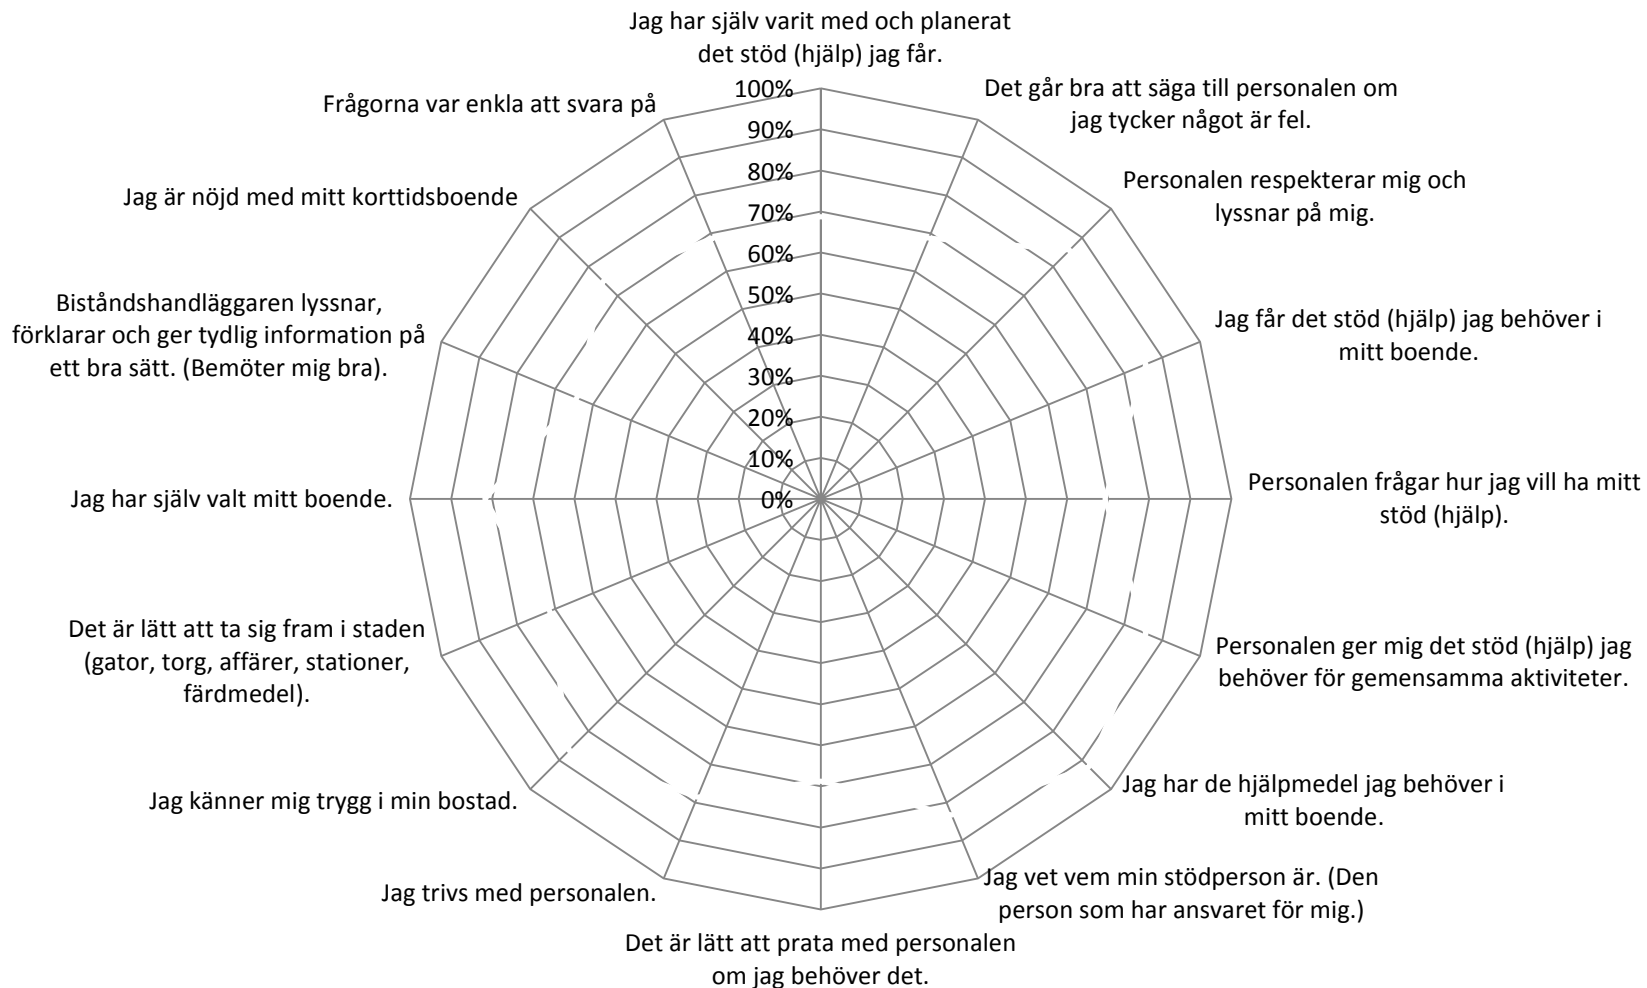 Jag har själv varit med och planerat
det stöd (hjälp) jag får.
Det går bra att säga till personalen om
jag tycker något är fel.
Personalen respekterar mig och
lyssnar på mig.
Jag får det stöd (hjälp) jag behöver i
mitt boende.
Personalen frågar hur jag vill ha mitt
stöd (hjälp).
Personalen ger mig det stöd (hjälp) jag
behöver för gemensamma aktiviteter.
Jag har de hjälpmedel jag behöver i
mitt boende.
Jag vet vem min stödperson är. (Den
person som har ansvaret för mig.)
Det är lätt att prata med personalen
om jag behöver det.
Jag trivs med personalen.
Jag känner mig trygg i min bostad.
Det är lätt att ta sig fram i staden
(gator, torg, affärer, stationer,
färdmedel).
Jag har själv valt mitt boende.
Biståndshandläggaren lyssnar,
förklarar och ger tydlig information på
ett bra sätt. (Bemöter mig bra).
Jag är nöjd med mitt korttidsboende
Frågorna var enkla att svara på
100%
90%
80%
70%
60%
50%
40%
30%
20%
10%
0%